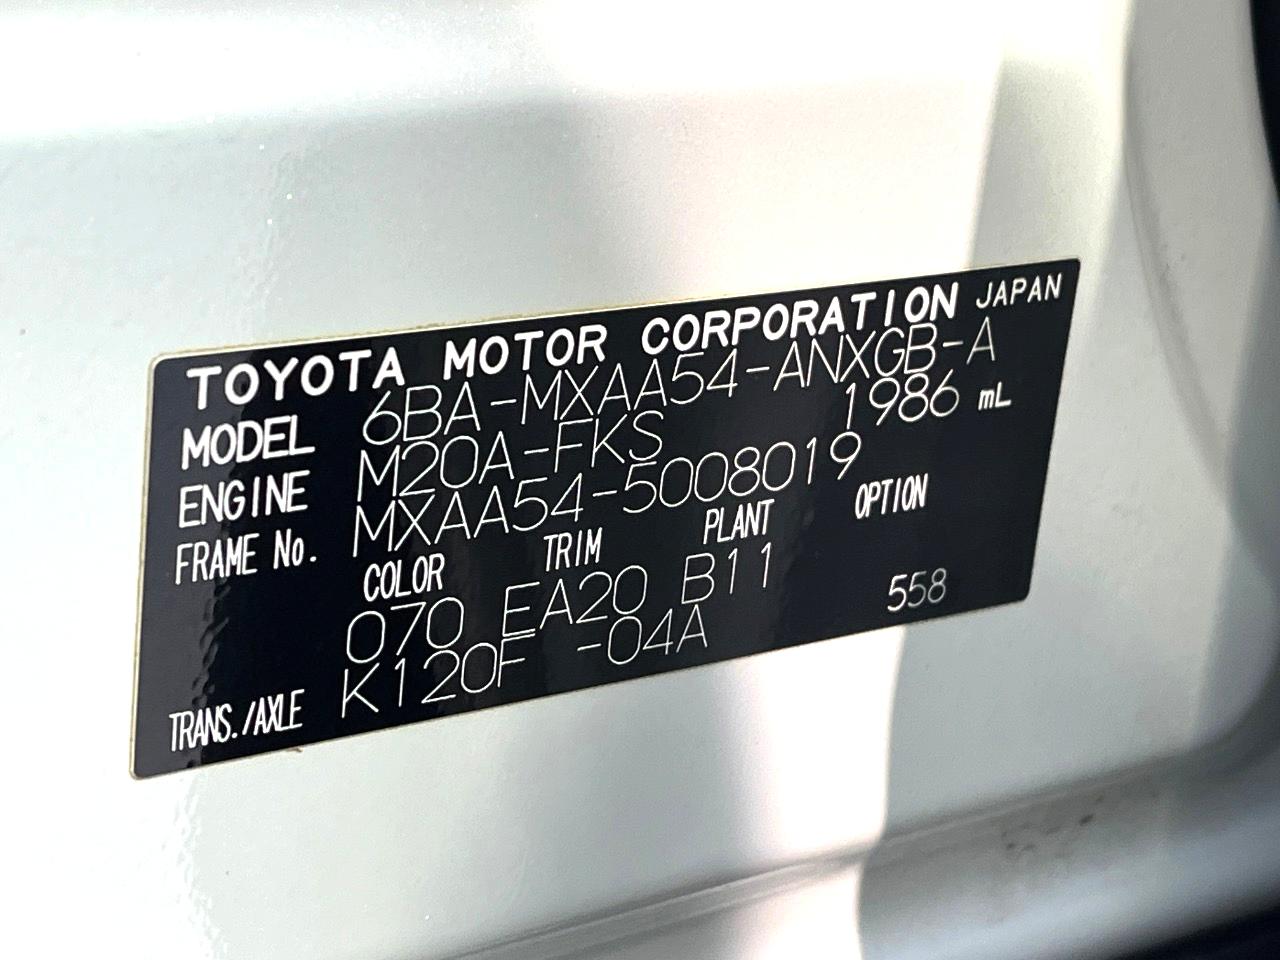 TOYOTA MOTOR CORPORATION JAPAN
MODEL 6BA-MXAA54-ANXGB-A
ENGINE M20A-FKS 1986 mL
FRAME No. MXAA54-5008019
COLOR TRIM PLANT OPTION
070 EA20 B11
TRANS./AXLE K120F -04A 558